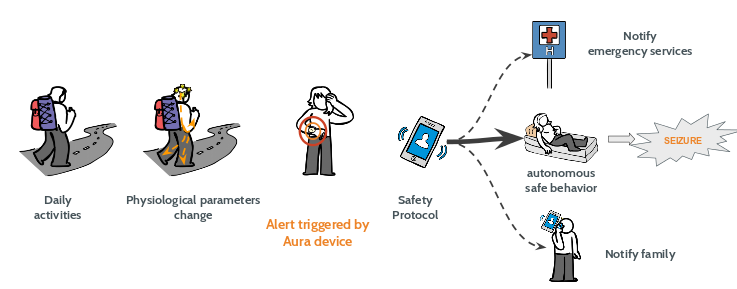 Daily
activities
Physiological parameters
change
Alert triggered by
Aura device
Safety
Protocol
H
Notify
emergency services
autonomous
safe behavior
SEIZURE
Notify family